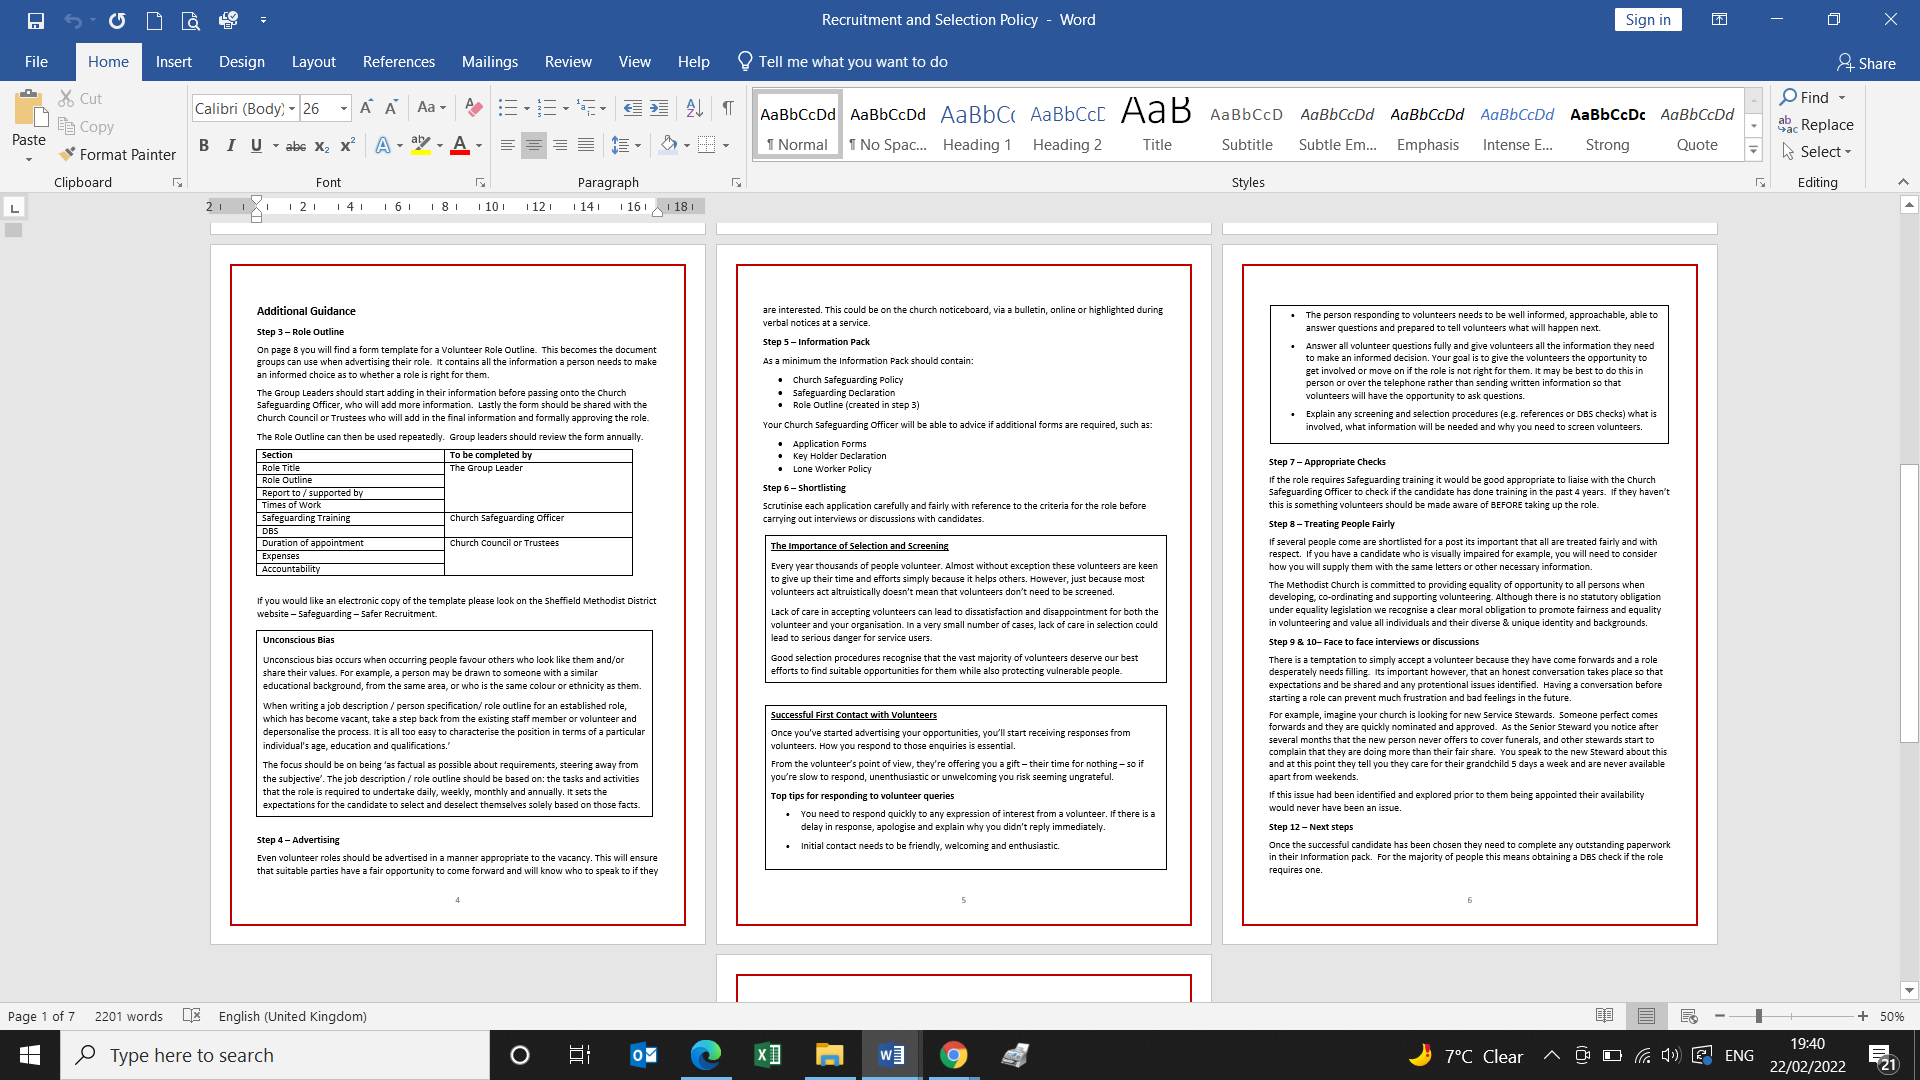 Recruitment and Selection Policy - Word
Sign in
File
Home
Insert
Design
Layout
References
Mailings
Review
View
Help
Tell me what you want to do
Share
Paste
Cut
Copy
Format Painter
Clipboard
Calibri (Body)
26
Font
Paragraph
AaBbCcDd
¶ Normal
AaBbCcDd
¶ No Spac...
AaBbCc
Heading 1
AaBbCcD
Heading 2
AaB
Title
AaBbCcD
Subtitle
AaBbCcDd
Subtle Em...
AaBbCcDd
Emphasis
AaBbCcDd
Intense E...
AaBbCcDc
Strong
AaBbCcDd
Quote
Styles
Find
Replace
Select
Editing
2 2 4 6 8 10 12 14 16 18
Additional Guidance
Step 3 – Role Outline
On page 8 you will find a form template for a Volunteer Role Outline. This becomes the document
groups can use when advertising their role. It contains all the information a person needs to make
an informed choice as to whether a role is right for them.
The Group Leaders should start adding in their information before passing onto the Church
Safeguarding Officer, who will add more information. Lastly the form should be shared with the
Church Council or Trustees who will add in the final information and formally approving the role.
The Role Outline can then be used repeatedly. Group leaders should review the form annually.
Section To be completed by
Role Title The Group Leader
Role Outline
Report to / supported by
Times of Work
Safeguarding Training Church Safeguarding Officer
DBS
Duration of appointment Church Council or Trustees
Expenses
Accountability
If you would like an electronic copy of the template please look on the Sheffield Methodist District
website – Safeguarding – Safer Recruitment.
Unconscious Bias
Unconscious bias occurs when occurring people favour others who look like them and/or
share their values. For example, a person may be drawn to someone with a similar
educational background, from the same area, or who is the same colour or ethnicity as them.
When writing a job description / person specification/ role outline for an established role,
which has become vacant, take a step back from the existing staff member or volunteer and
depersonalise the process. It is all too easy to characterise the position in terms of a particular
individual's age, education and qualifications.'
The focus should be on being 'as factual as possible about requirements, steering away from
the subjective'. The job description / role outline should be based on: the tasks and activities
that the role is required to undertake daily, weekly, monthly and annually. It sets the
expectations for the candidate to select and deselect themselves solely based on those facts.
Step 4 – Advertising
Even volunteer roles should be advertised in a manner appropriate to the vacancy. This will ensure
that suitable parties have a fair opportunity to come forward and will know who to speak to if they
4
are interested. This could be on the church noticeboard, via a bulletin, online or highlighted during
verbal notices at a service.
Step 5 – Information Pack
As a minimum the Information Pack should contain:
• Church Safeguarding Policy
• Safeguarding Declaration
• Role Outline (created in step 3)
Your Church Safeguarding Officer will be able to advice if additional forms are required, such as:
• Application Forms
• Key Holder Declaration
• Lone Worker Policy
Step 6 – Shortlisting
Scrutinise each application carefully and fairly with reference to the criteria for the role before
carrying out interviews or discussions with candidates.
The Importance of Selection and Screening
Every year thousands of people volunteer. Almost without exception these volunteers are keen
to give up their time and efforts simply because it helps others. However, just because most
volunteers act altruistically doesn't mean that volunteers don't need to be screened.
Lack of care in accepting volunteers can lead to dissatisfaction and disappointment for both the
volunteer and your organisation. In a very small number of cases, lack of care in selection could
lead to serious danger for service users.
Good selection procedures recognise that the vast majority of volunteers deserve our best
efforts to find suitable opportunities for them while also protecting vulnerable people.
Successful First Contact with Volunteers
Once you've started advertising your opportunities, you'll start receiving responses from
volunteers. How you respond to those enquiries is essential.
From the volunteer's point of view, they're offering you a gift – their time for nothing – so if
you're slow to respond, unenthusiastic or unwelcoming you risk seeming ungrateful.
Top tips for responding to volunteer queries
• You need to respond quickly to any expression of interest from a volunteer. If there is a
delay in response, apologise and explain why you didn't reply immediately.
• Initial contact needs to be friendly, welcoming and enthusiastic.
5
• The person responding to volunteers needs to be well informed, approachable, able to
answer questions and prepared to tell volunteers what will happen next.
• Answer all volunteer questions fully and give volunteers all the information they need
to make an informed decision. Your goal is to give the volunteers the opportunity to
get involved or move on if the role is not right for them. It may be best to do this in
person or over the telephone rather than sending written information so that
volunteers will have the opportunity to ask questions.
• Explain any screening and selection procedures (e.g. references or DBS checks) what is
involved, what information will be needed and why you need to screen volunteers.
Step 7 – Appropriate Checks
If the role requires Safeguarding training it would be good appropriate to liaise with the Church
Safeguarding Officer to check if the candidate has done training in the past 4 years. If they haven't
this is something volunteers should be made aware of BEFORE taking up the role.
Step 8 – Treating People Fairly
If several people come are shortlisted for a post its important that all are treated fairly and with
respect. If you have a candidate who is visually impaired for example, you will need to consider
how you will supply them with the same letters or other necessary information.
The Methodist Church is committed to providing equality of opportunity to all persons when
developing, co-ordinating and supporting volunteering. Although there is no statutory obligation
under equality legislation we recognise a clear moral obligation to promote fairness and equality
in volunteering and value all individuals and their diverse & unique identity and backgrounds.
Step 9 & 10– Face to face interviews or discussions
There is a temptation to simply accept a volunteer because they have come forwards and a role
desperately needs filling. Its important however, that an honest conversation takes place so that
expectations and be shared and any protentional issues identified. Having a conversation before
starting a role can prevent much frustration and bad feelings in the future.
For example, imagine your church is looking for new Service Stewards. Someone perfect comes
forwards and they are quickly nominated and approved. As the Senior Steward you notice after
several months that the new person never offers to cover funerals, and other stewards start to
complain that they are doing more than their fair share. You speak to the new Steward about this
and at this point they tell you they care for their grandchild 5 days a week and are never available
apart from weekends.
If this issue had been identified and explored prior to them being appointed their availability
would never have been an issue.
Step 12 – Next steps
Once the successful candidate has been chosen they need to complete any outstanding paperwork
in their Information pack. For the majority of people this means obtaining a DBS check if the role
requires one.
6
Page 1 of 7
2201 words
English (United Kingdom)
50%
Type here to search
7°C Clear
ENG
19:40
22/02/2022
21